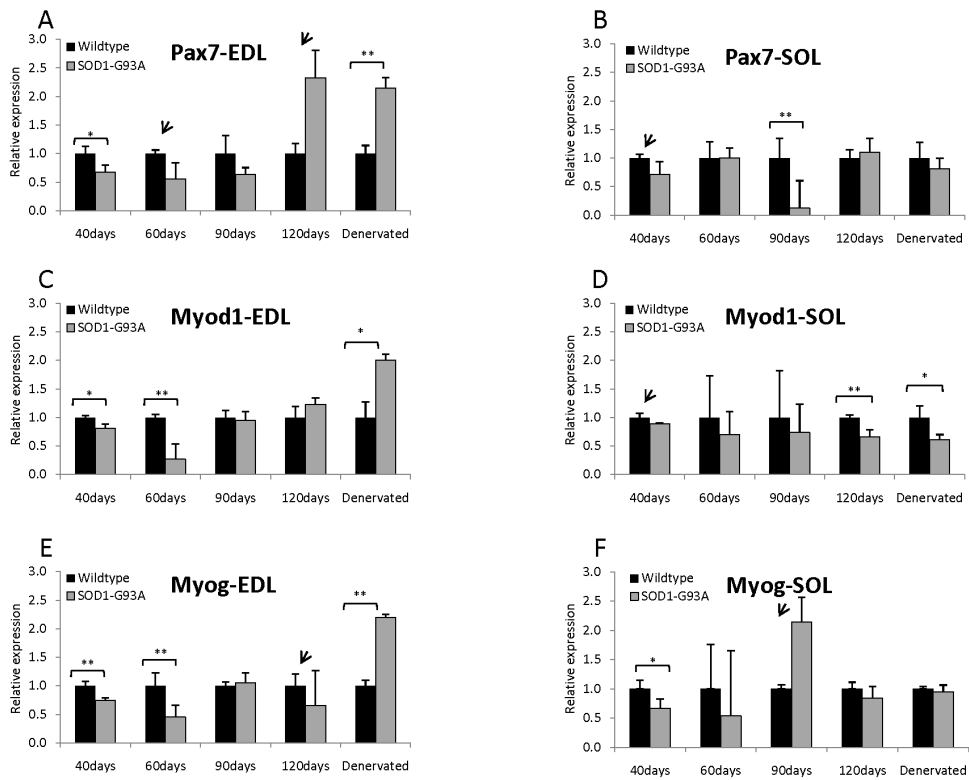 A
Pax7-EDL
Wildtype
SOD1-G93A
Relative expression
3.0
2.5
2.0
1.5
1.0
0.5
0.0
*
**
40days 60days 90days 120days Denervated
B
Pax7-SOL
Wildtype
SOD1-G93A
Relative expression
3.0
2.5
2.0
1.5
1.0
0.5
0.0
**
40days 60days 90days 120days Denervated
C
Myod1-EDL
Wildtype
SOD1-G93A
Relative expression
3.0
2.5
2.0
1.5
1.0
0.5
0.0
*
**
*
40days 60days 90days 120days Denervated
D
Myod1-SOL
Wildtype
SOD1-G93A
Relative expression
3.0
2.5
2.0
1.5
1.0
0.5
0.0
**
*
40days 60days 90days 120days Denervated
E
Myog-EDL
Wildtype
SOD1-G93A
Relative expression
3.0
2.5
2.0
1.5
1.0
0.5
0.0
**
**
**
40days 60days 90days 120days Denervated
F
Myog-SOL
Wildtype
SOD1-G93A
Relative expression
3.0
2.5
2.0
1.5
1.0
0.5
0.0
*
40days 60days 90days 120days Denervated